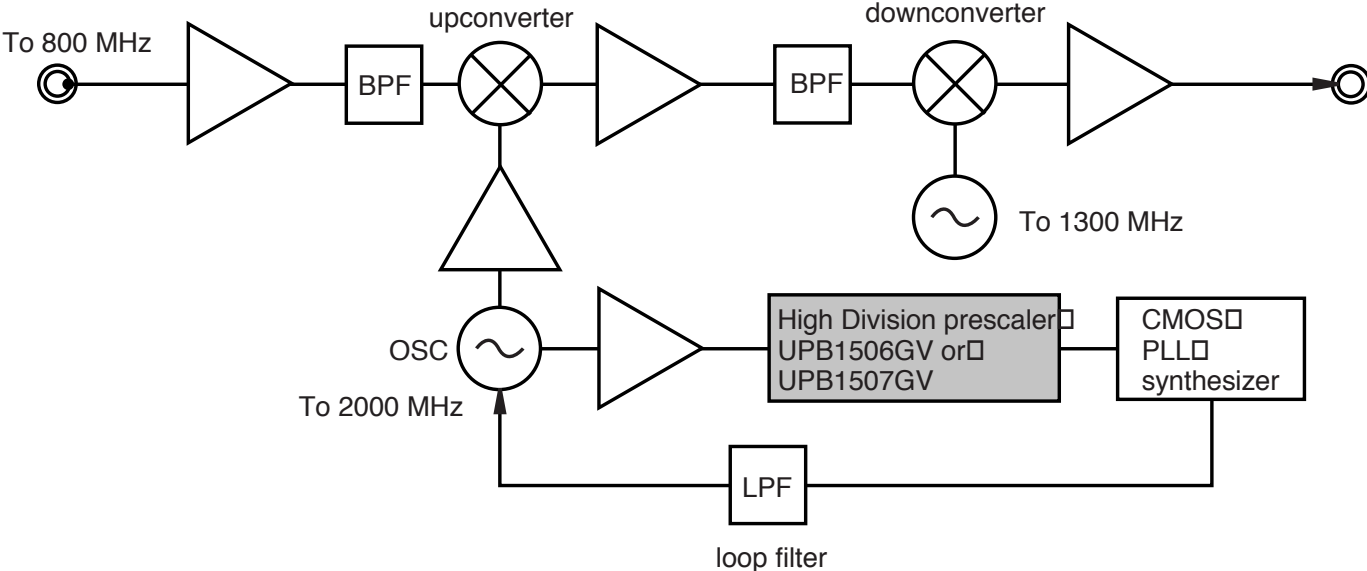 upconverter
downconverter
To 800 MHz
BPF
BPF
To 1300 MHz
OSC
To 2000 MHz
High Division prescaler□
UPB1506GV or□
UPB1507GV
CMOS□
PLL□
synthesizer
LPF
loop filter